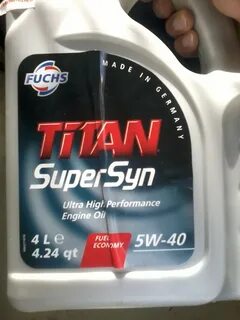 FUCHS
MADE IN GERMANY
TITAN
SuperSyn
Ultra High Performance
Engine Oil
4 L e
4.24 qt
FUEL
ECONOMY
5W-40